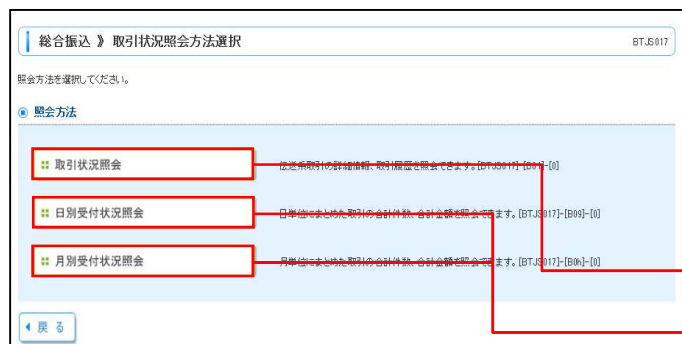 総合振込 》 取引状況照会方法選択
BTJS017
照会方法を選択してください。
照会方法
取引状況照会
伝送系取引の詳細情報、取引履歴を照会できます。[BTJS017]-[B01]-[0]
日別受付状況照会
日単位にまとめた取引の合計件数、合計金額を照会できます。[BTJS017]-[B09]-[0]
月別受付状況照会
月単位にまとめた取引の合計件数、合計金額を照会できます。[BTJS017]-[B0h]-[0]
戻 る